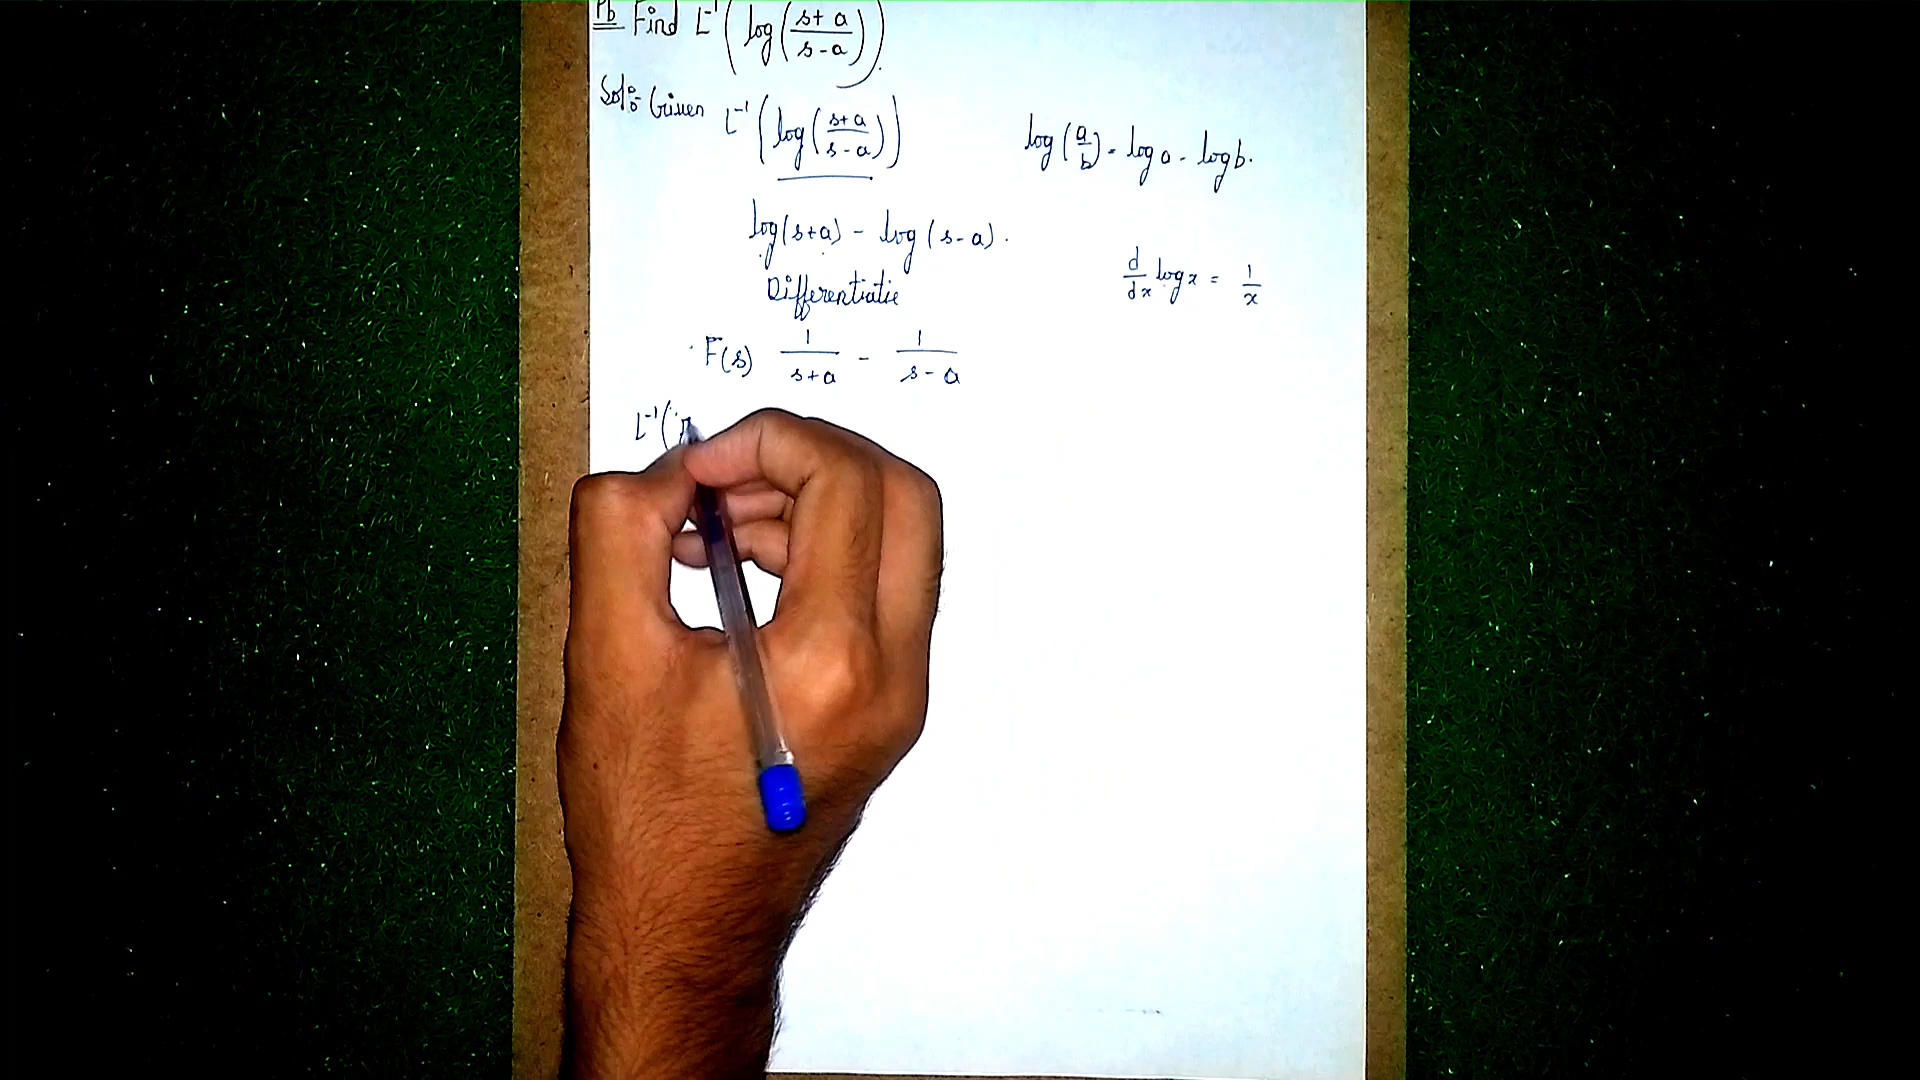 Pb Find L⁻¹(log(s+a/s-a)).
Sol:- Given L⁻¹(log(s+a/s-a))
log(a/b) = log a - log b.
log(s+a) - log(s-a).
Differentiatie
d/dx log x = 1/x
F(s) 1/s+a - 1/s-a
L⁻¹(